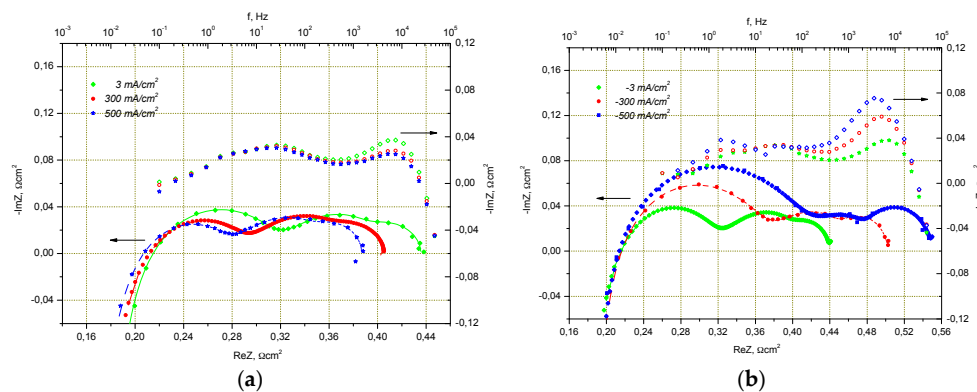 f, Hz
10⁻³ 10⁻² 10⁻¹ 10⁰ 10¹ 10² 10³ 10⁴ 10⁵
0,16 0,12 0,08 0,04 0,00 -0,04
-ImZ, Ωcm²
3 mA/cm²
300 mA/cm²
500 mA/cm²
0,12 0,08 0,04 0,00 -0,04 -0,08 -0,12
-ImZ, Ωcm²
0,16 0,20 0,24 0,28 0,32 0,36 0,40 0,44 0,48
ReZ, Ωcm²
(a)
f, Hz
10⁻³ 10⁻² 10⁻¹ 10⁰ 10¹ 10² 10³ 10⁴ 10⁵
0,16 0,12 0,08 0,04 0,00 -0,04
-ImZ, Ωcm²
-3 mA/cm²
-300 mA/cm²
-500 mA/cm²
0,12 0,08 0,04 0,00 -0,04 -0,08 -0,12
-ImZ, Ωcm²
0,16 0,20 0,24 0,28 0,32 0,36 0,40 0,44 0,48 0,52 0,56
ReZ, Ωcm²
(b)